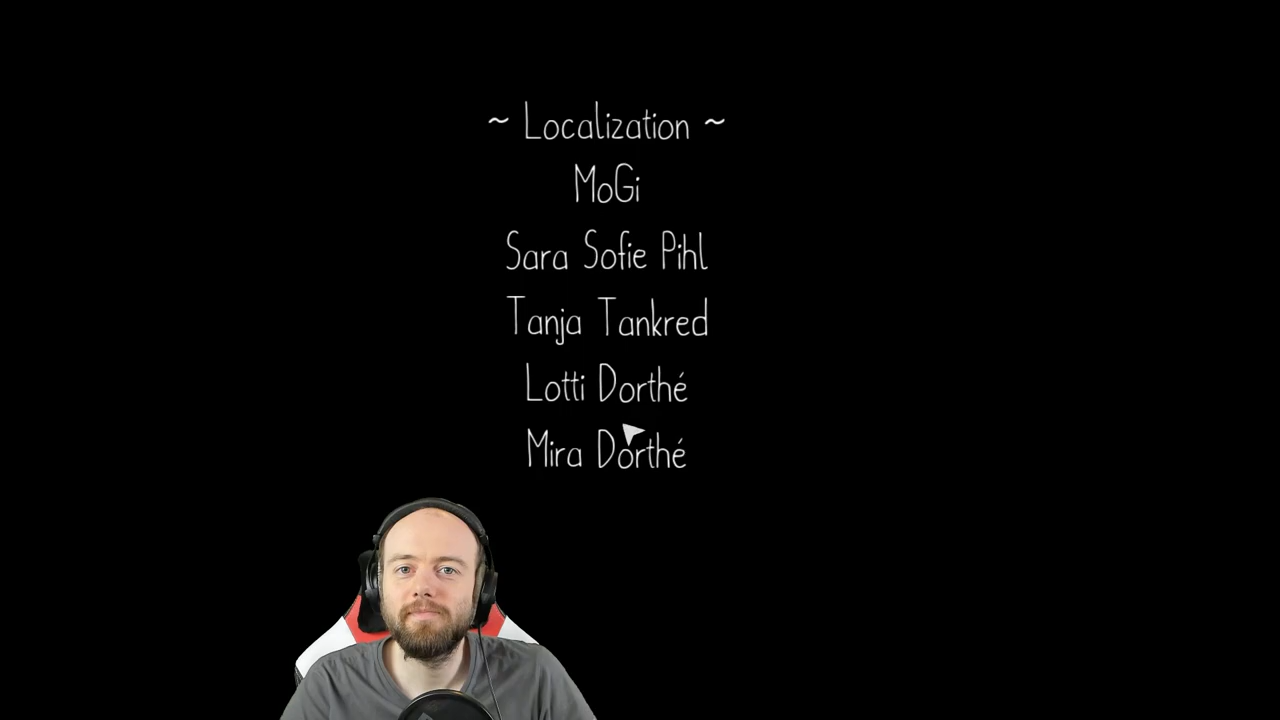 ~ Localization ~
MoGi
Sara Sofie Pihl
Tanja Tankred
Lotti Dorthé
Mira Dorthé